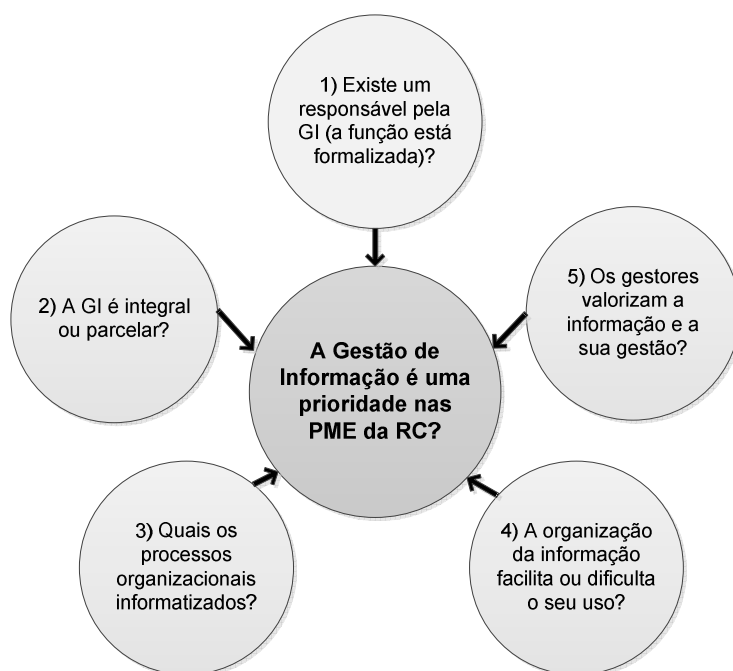 1) Existe um
responsável pela
GI (a função está
formalizada)?
2) A GI é integral
ou parcelar?
5) Os gestores
valorizam a
informação e a
sua gestão?
A Gestão de
Informação é uma
prioridade nas
PME da RC?
3) Quais os
processos
organizacionais
informatizados?
4) A organização
da informação
facilita ou dificulta
o seu uso?